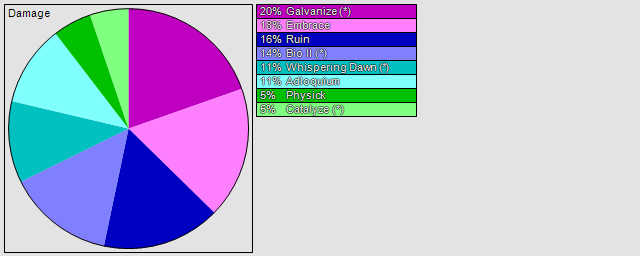 Damage
20% Galvanize (*)
18% Embrace
16% Ruin
14% Bio II (*)
11% Whispering Dawn (*)
11% Adloquium
5% Physick
5% Catalyze (*)